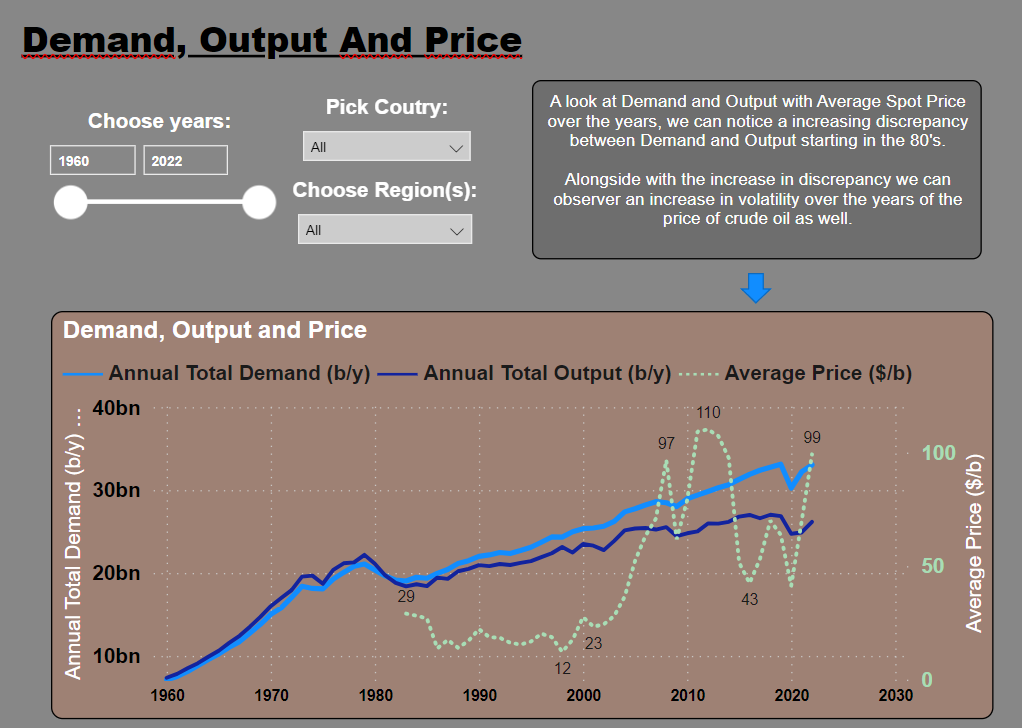 Demand, Output And Price
Choose years:
1960
2022
Pick Coutry:
All
Choose Region(s):
All
A look at Demand and Output with Average Spot Price
over the years, we can notice a increasing discrepancy
between Demand and Output starting in the 80's.
Alongside with the increase in discrepancy we can
observer an increase in volatility over the years of the
price of crude oil as well.
Demand, Output and Price
Annual Total Demand (b/y)
Annual Total Output (b/y)
Average Price ($/b)
Annual Total Demand (b/y) ...
40bn
30bn
20bn
10bn
29
12
23
97
110
43
99
100
50
0
Average Price ($/b)
1960
1970
1980
1990
2000
2010
2020
2030